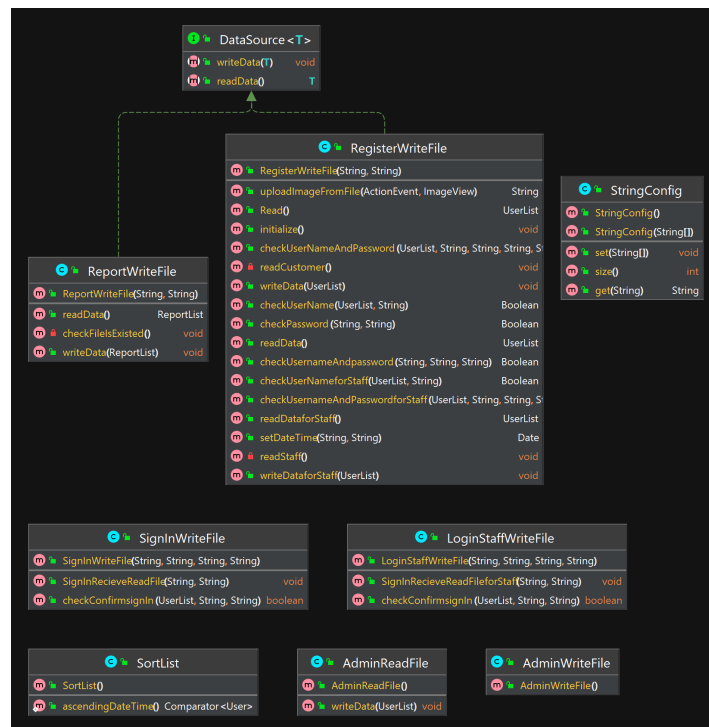 DataSource<T>
writeData(T) void
readData() T
RegisterWriteFile
RegisterWriteFile(String, String)
uploadImageFromFile(ActionEvent, ImageView) String
Read() UserList
initialize() void
checkUserNameAndPassword (UserList, String, String, String, St
readCustomer() void
writeData(UserList) void
checkUserName(UserList, String) Boolean
checkPassword (String, String) Boolean
readData() UserList
checkUsernameAndpassword (String, String, String) Boolean
checkUserNameforStaff(UserList, String) Boolean
checkUsernameAndPasswordforStaff(UserList, String, String, St
readDataforStaff() UserList
setDateTime(String, String) Date
readStaff() void
writeDataforStaff(UserList) void
StringConfig
StringConfig()
StringConfig(String[])
set(String[]) void
size() int
get(String) String
ReportWriteFile
ReportWriteFile(String, String)
readData() ReportList
checkFileIsExisted() void
writeData(ReportList) void
SignInWriteFile
SignInWriteFile(String, String, String, String)
SignInRecieveReadFile(String, String) void
checkConfirmsignIn (UserList, String, String) boolean
LoginStaffWriteFile
LoginStaffWriteFile(String, String, String, String)
SignInRecieveReadFileforStaff(String, String) void
checkConfirmsignIn (UserList, String, String) boolean
SortList
SortList()
ascendingDateTime() Comparator <User>
AdminReadFile
AdminReadFile()
writeData(UserList) void
AdminWriteFile
AdminWriteFile()